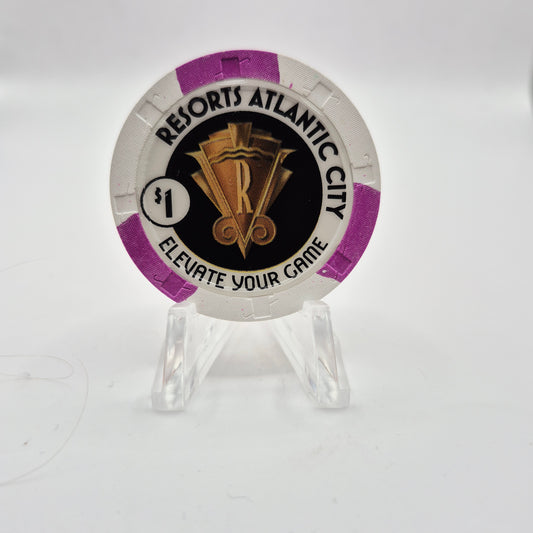 RESORTS ATLANTIC CITY
$1
R
ELEVATE YOUR GAME